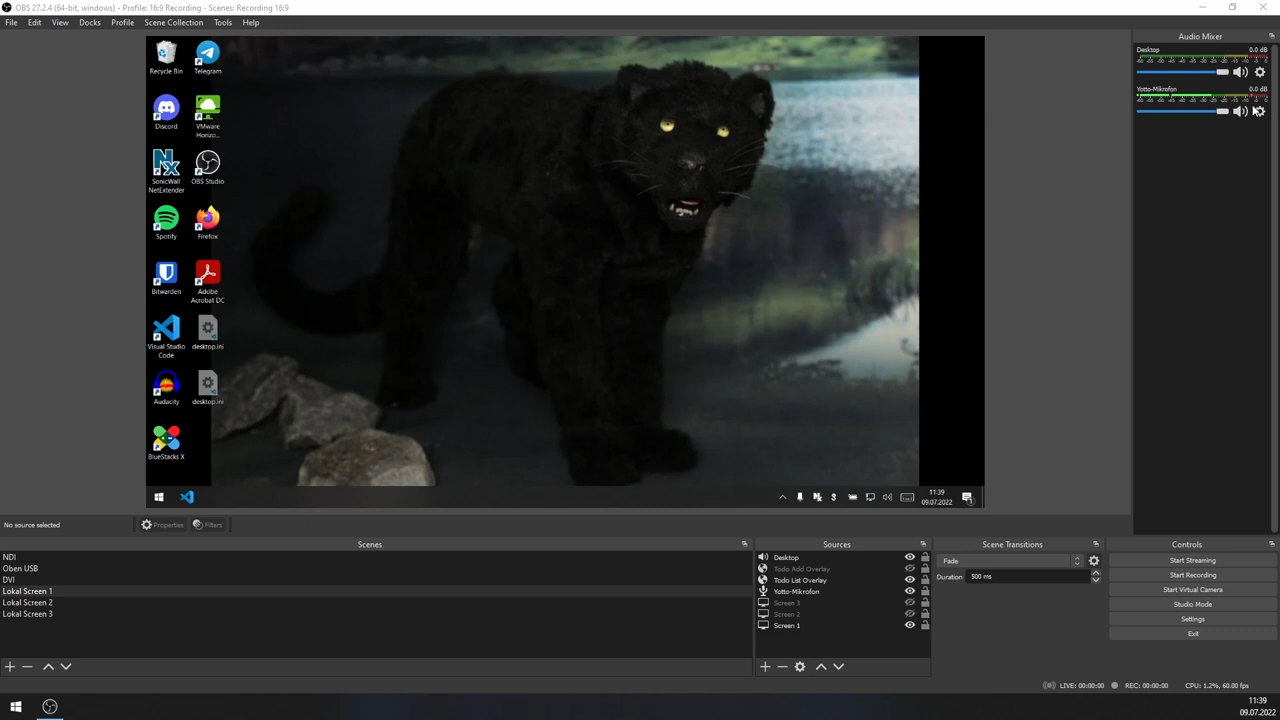 OBS 27.2.4 (64-bit, windows) - Profile: 16:9 Recording - Scenes: Recording 16:9
File Edit View Docks Profile Scene Collection Tools Help
Audio Mixer
Desktop 0.0 dB
Yotto-Mikrofon 0.0 dB
Recycle Bin Telegram
Discord VMware Horizo...
SonicWall NetExtender OBS Studio
Spotify Firefox
Bitwarden Adobe Acrobat DC
Visual Studio Code desktop.ini
Audacity desktop.ini
BlueStacks X
11:39
09.07.2022
No source selected Properties Filters
Scenes
NDI
Oben USB
DVI
Lokal Screen 1
Lokal Screen 2
Lokal Screen 3
Sources
Desktop
Todo Add Overlay
Todo List Overlay
Yotto-Mikrofon
Screen 3
Screen 2
Screen 1
Scene Transitions
Fade
Duration 500 ms
Controls
Start Streaming
Start Recording
Start Virtual Camera
Studio Mode
Settings
Exit
LIVE: 00:00:00 REC: 00:00:00 CPU: 1.2%, 60.00 fps
11:39
09.07.2022